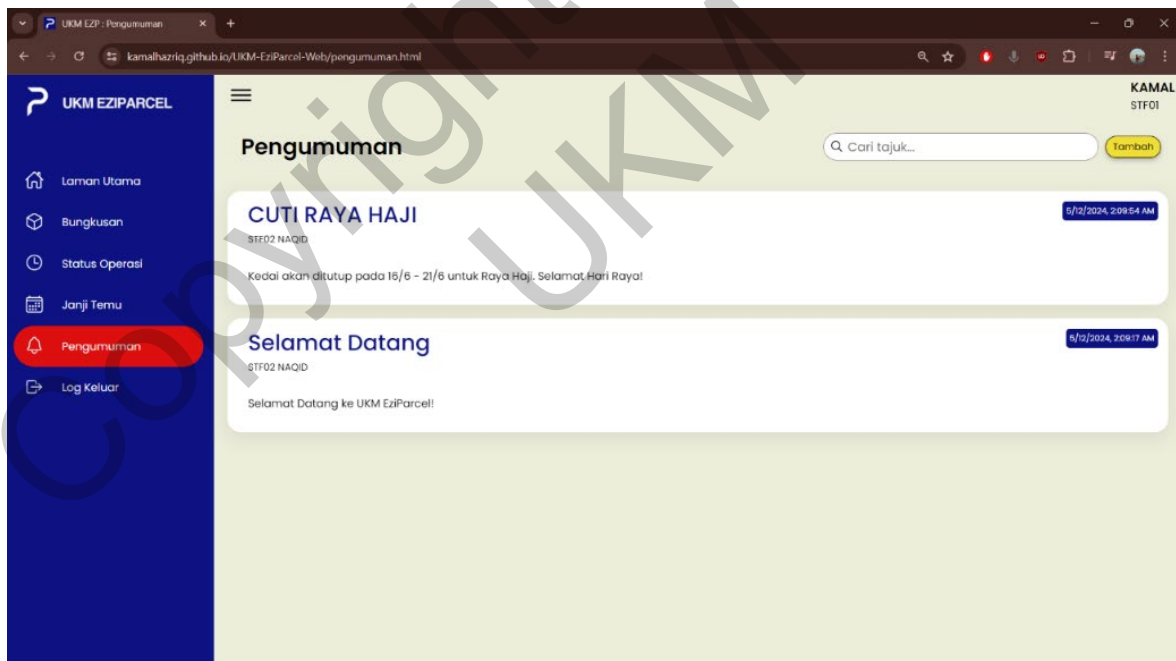 UKM EZP : Pengumuman
kamalhazriq.github.io/UKM-EziParcel-Web/pengumuman.html
UKM EZIPARCEL
KAMAL
STF01
Pengumuman
Cari tajuk...
Tambah
Laman Utama
Bungkusan
Status Operasi
Janji Temu
Pengumuman
Log Keluar
CUTI RAYA HAJI
5/12/2024, 2:09:54 AM
STF02 NAQID
Kedai akan ditutup pada 16/6 - 21/6 untuk Raya Haji. Selamat Hari Raya!
Selamat Datang
5/12/2024, 2:09:17 AM
STF02 NAQID
Selamat Datang ke UKM EziParcel!
Copyright
UKM